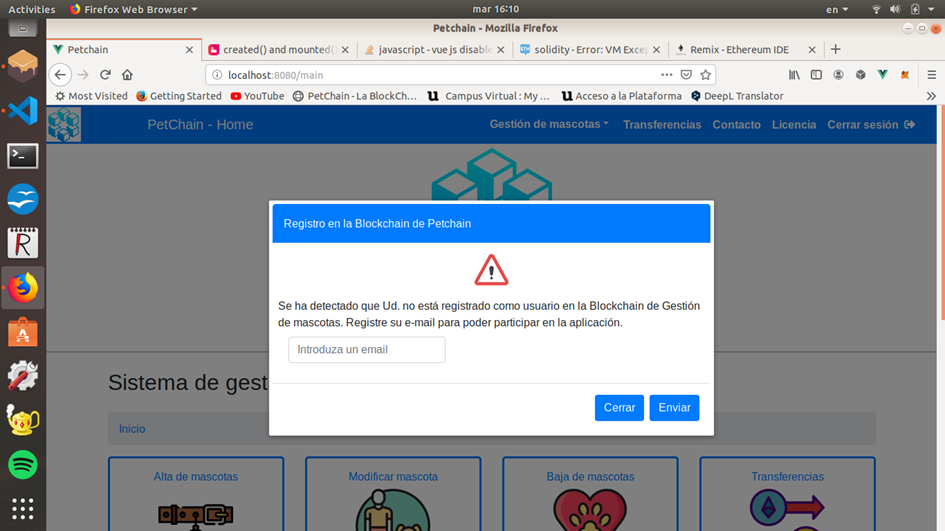 Activities Firefox Web Browser mar 16:10 en
Petchain - Mozilla Firefox
Petchain created() and mounted() javascript - vue js disable solidity - Error: VM Exce Remix - Ethereum IDE
localhost:8080/main
Most Visited Getting Started YouTube PetChain - La BlockCh... Campus Virtual : My ... Acceso a la Plataforma DeepL Translator
PetChain - Home Gestión de mascotas Transferencias Contacto Licencia Cerrar sesión
Registro en la Blockchain de Petchain
Se ha detectado que Ud. no está registrado como usuario en la Blockchain de Gestión
de mascotas. Registre su e-mail para poder participar en la aplicación.
Introduza un email
Cerrar Enviar
Sistema de gest
Inicio
Alta de mascotas Modificar mascota Baja de mascotas Transferencias